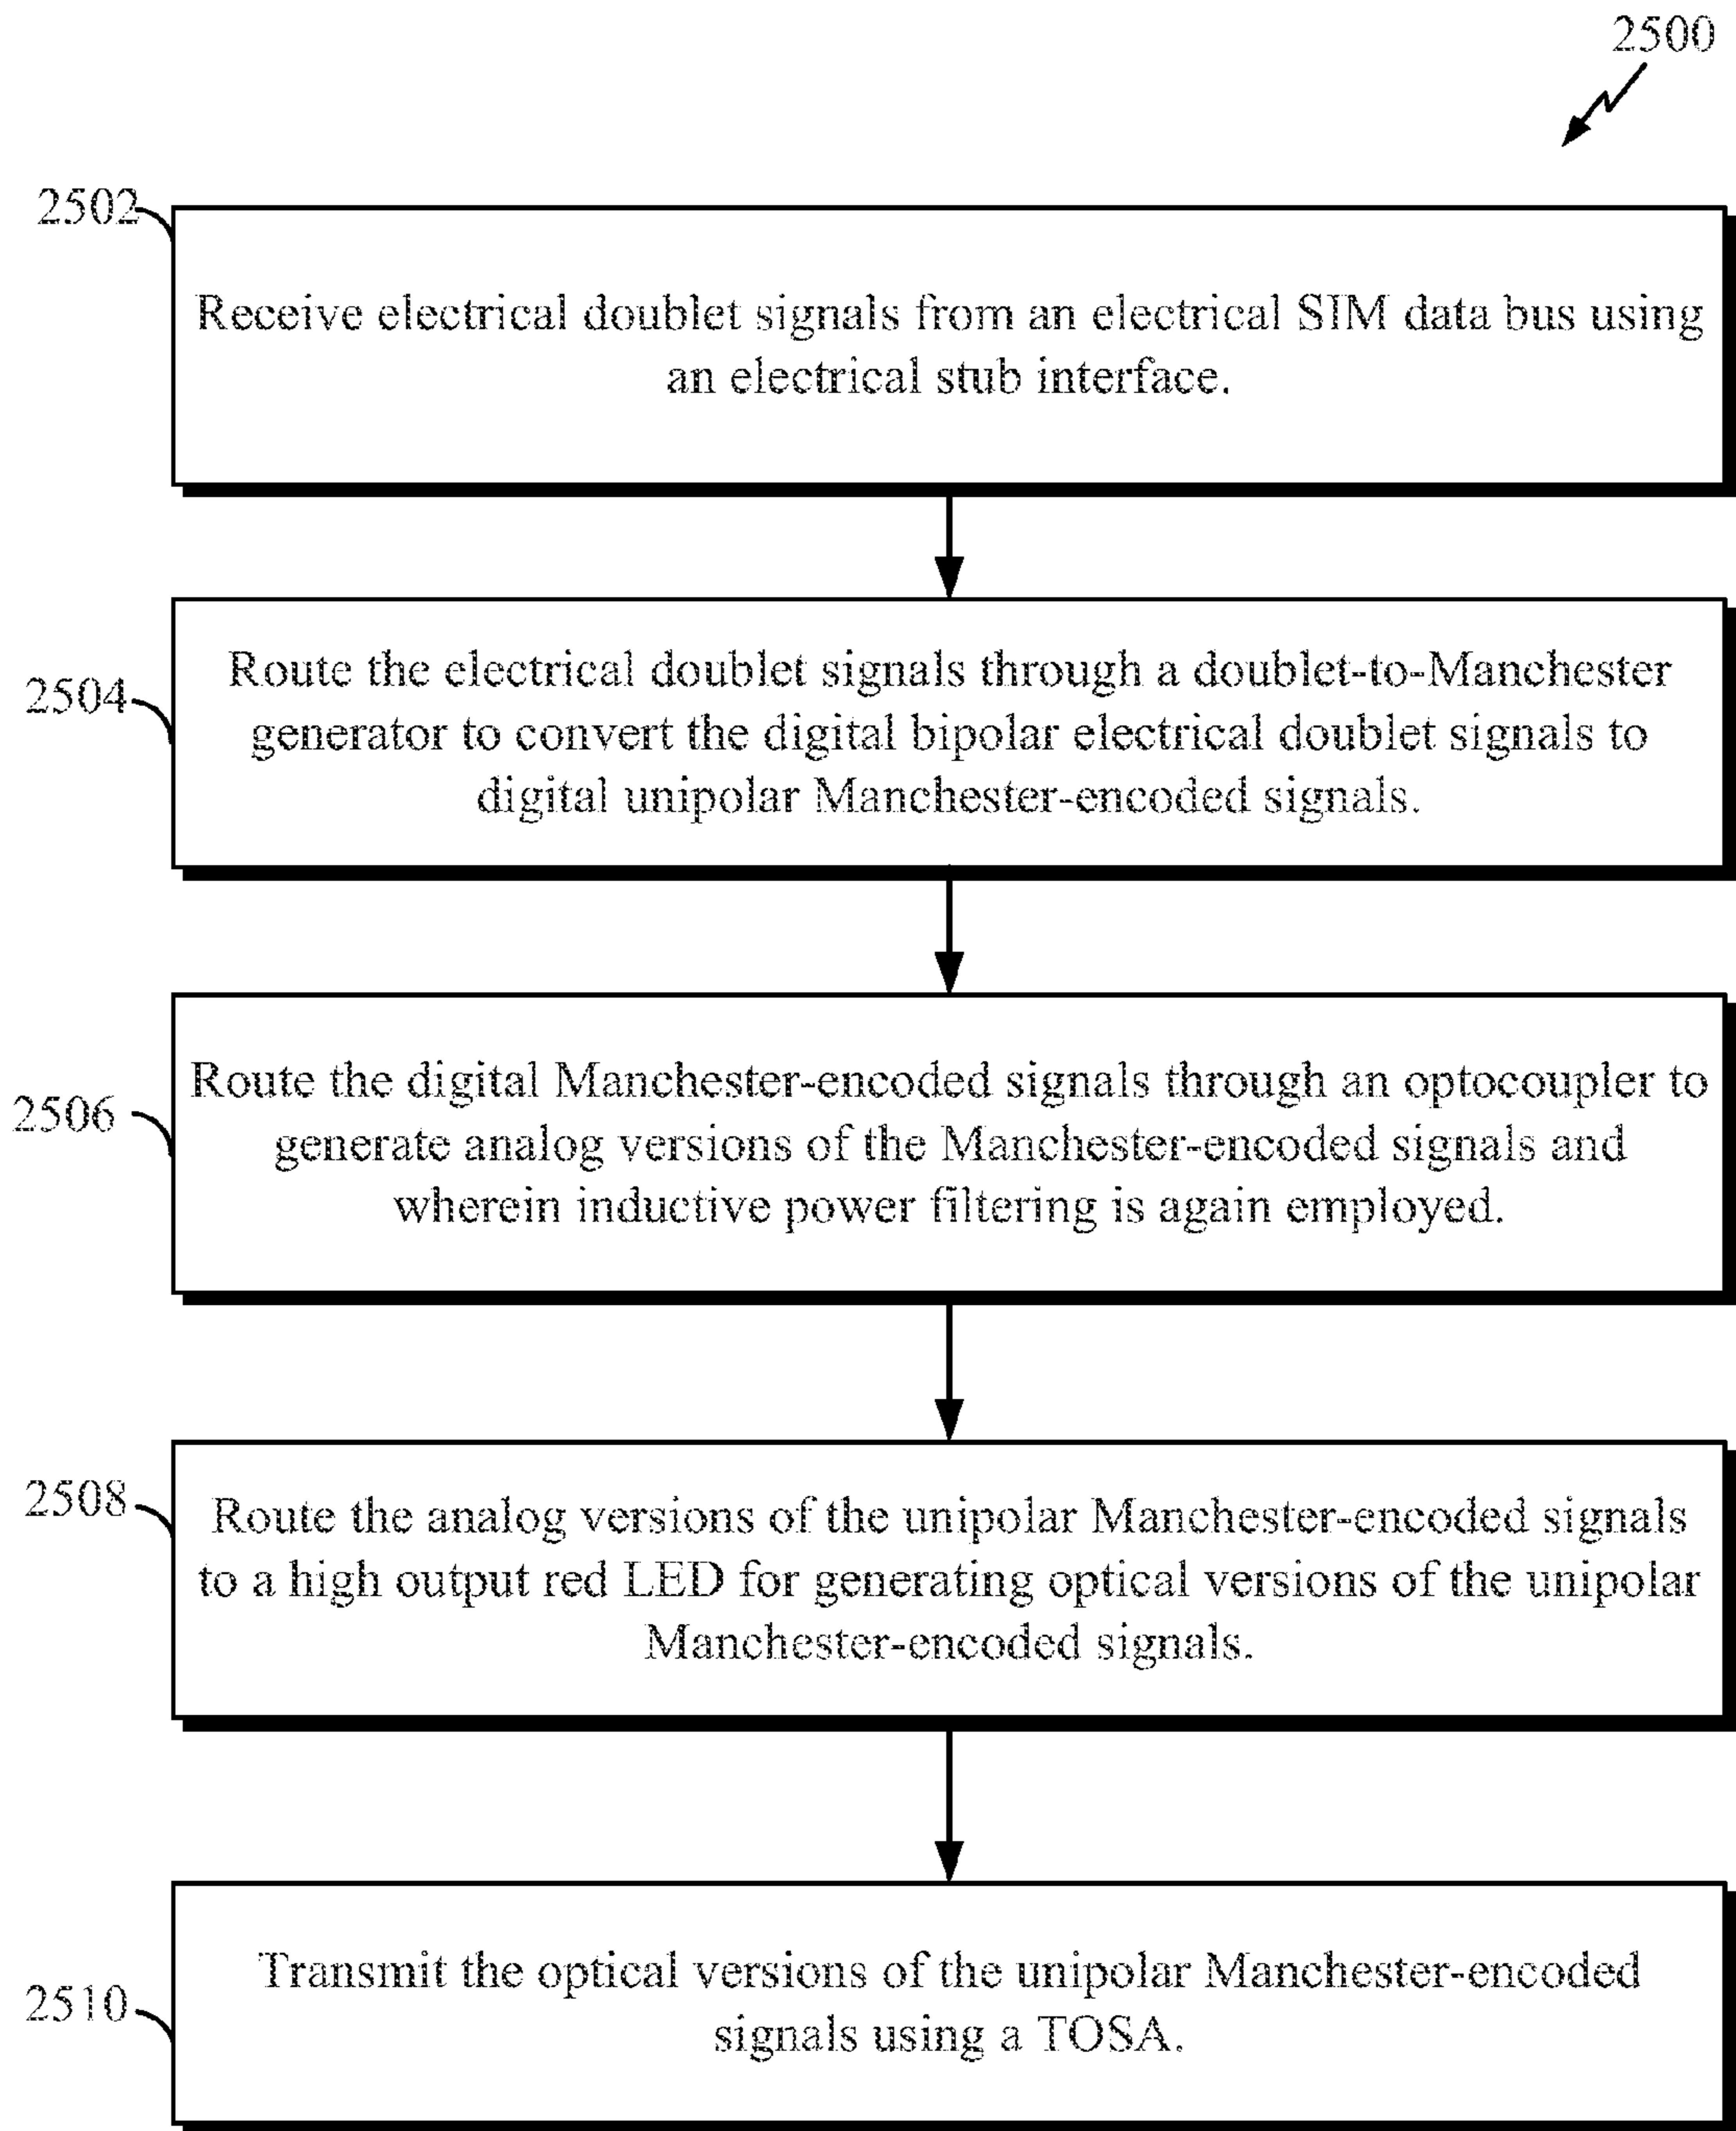 2500
2502
Receive electrical doublet signals from an electrical SIM data bus using
an electrical stub interface.
2504
Route the electrical doublet signals through a doublet-to-Manchester
generator to convert the digital bipolar electrical doublet signals to
digital unipolar Manchester-encoded signals.
2506
Route the digital Manchester-encoded signals through an optocoupler to
generate analog versions of the Manchester-encoded signals and
wherein inductive power filtering is again employed.
2508
Route the analog versions of the unipolar Manchester-encoded signals
to a high output red LED for generating optical versions of the unipolar
Manchester-encoded signals.
2510
Transmit the optical versions of the unipolar Manchester-encoded
signals using a TOSA.